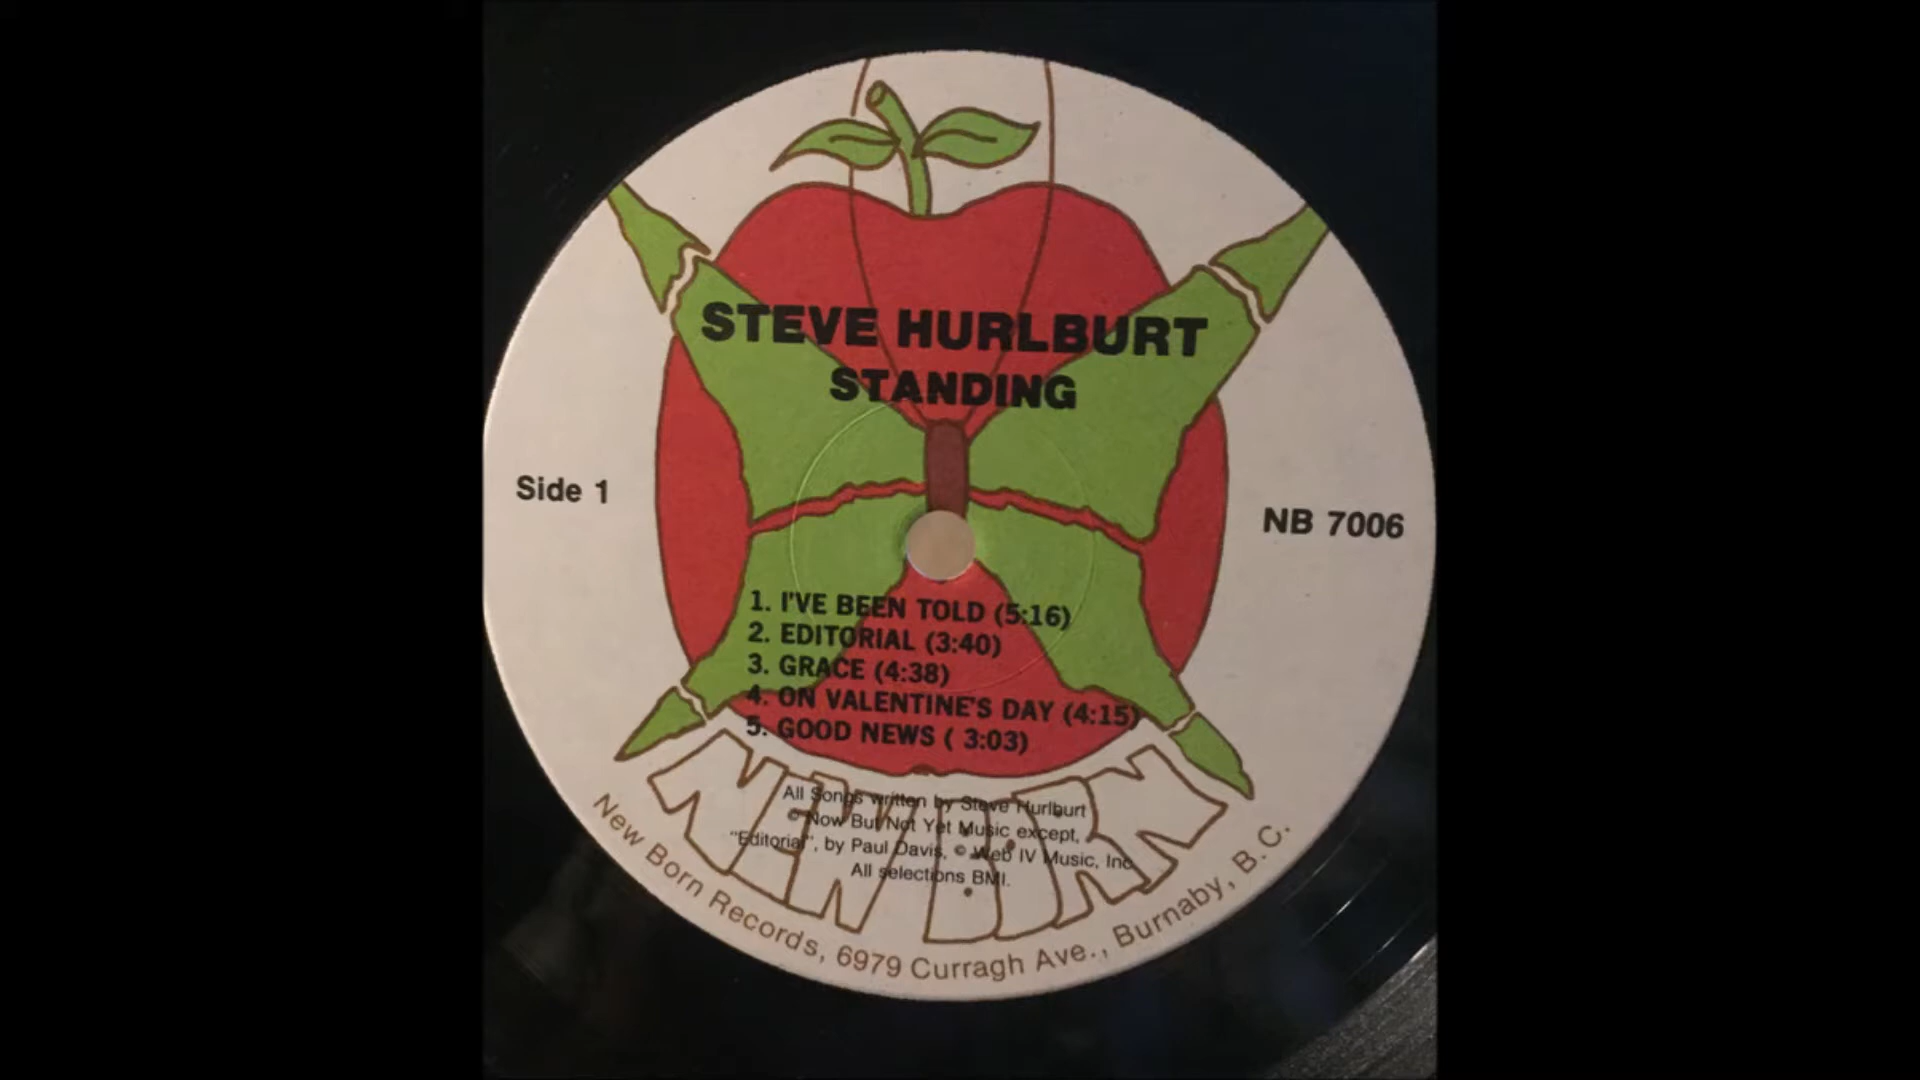 STEVE HURLBURT
STANDING
Side 1
NB 7006
1. I'VE BEEN TOLD (5:16)
2. EDITORIAL (3:40)
3. GRACE (4:38)
4. ON VALENTINE'S DAY (4:15)
5. GOOD NEWS ( 3:03)
NEW BORN
All Songs written by Steve Hurlburt
© Now But Not Yet Music except,
"Editorial", by Paul Davis, © Web IV Music, Inc.
All selections BMI.
New Born Records, 6979 Curragh Ave., Burnaby, B.C.